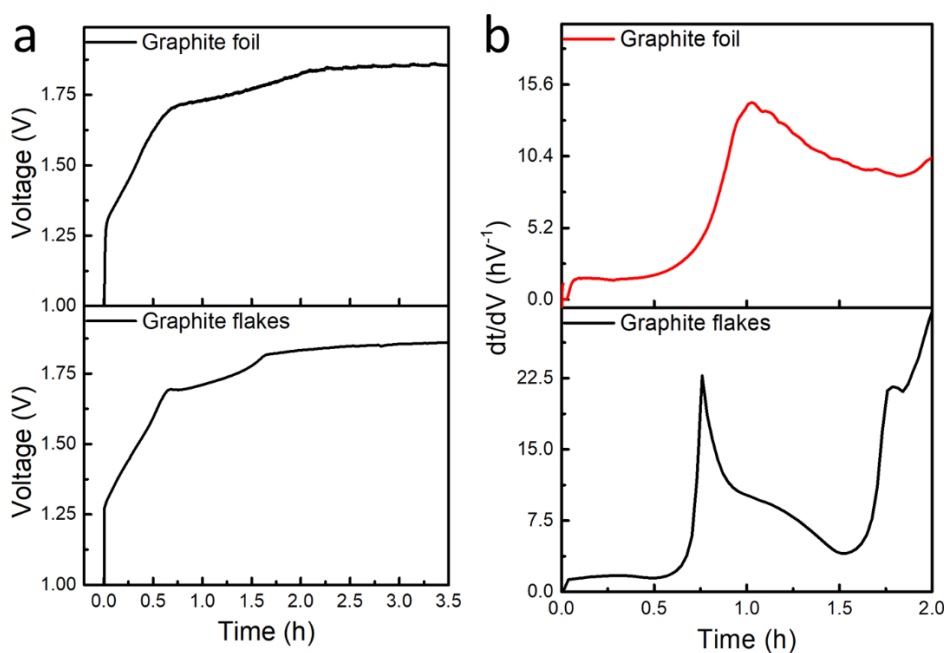 a
Graphite foil
Voltage (V)
1.75
1.50
1.25
1.00
Graphite flakes
Voltage (V)
1.75
1.50
1.25
1.00
0.0 0.5 1.0 1.5 2.0 2.5 3.0 3.5
Time (h)
b
Graphite foil
15.6
10.4
5.2
0.0
dt/dV (hV⁻¹)
Graphite flakes
22.5
15.0
7.5
0.0
0.0 0.5 1.0 1.5 2.0
Time (h)